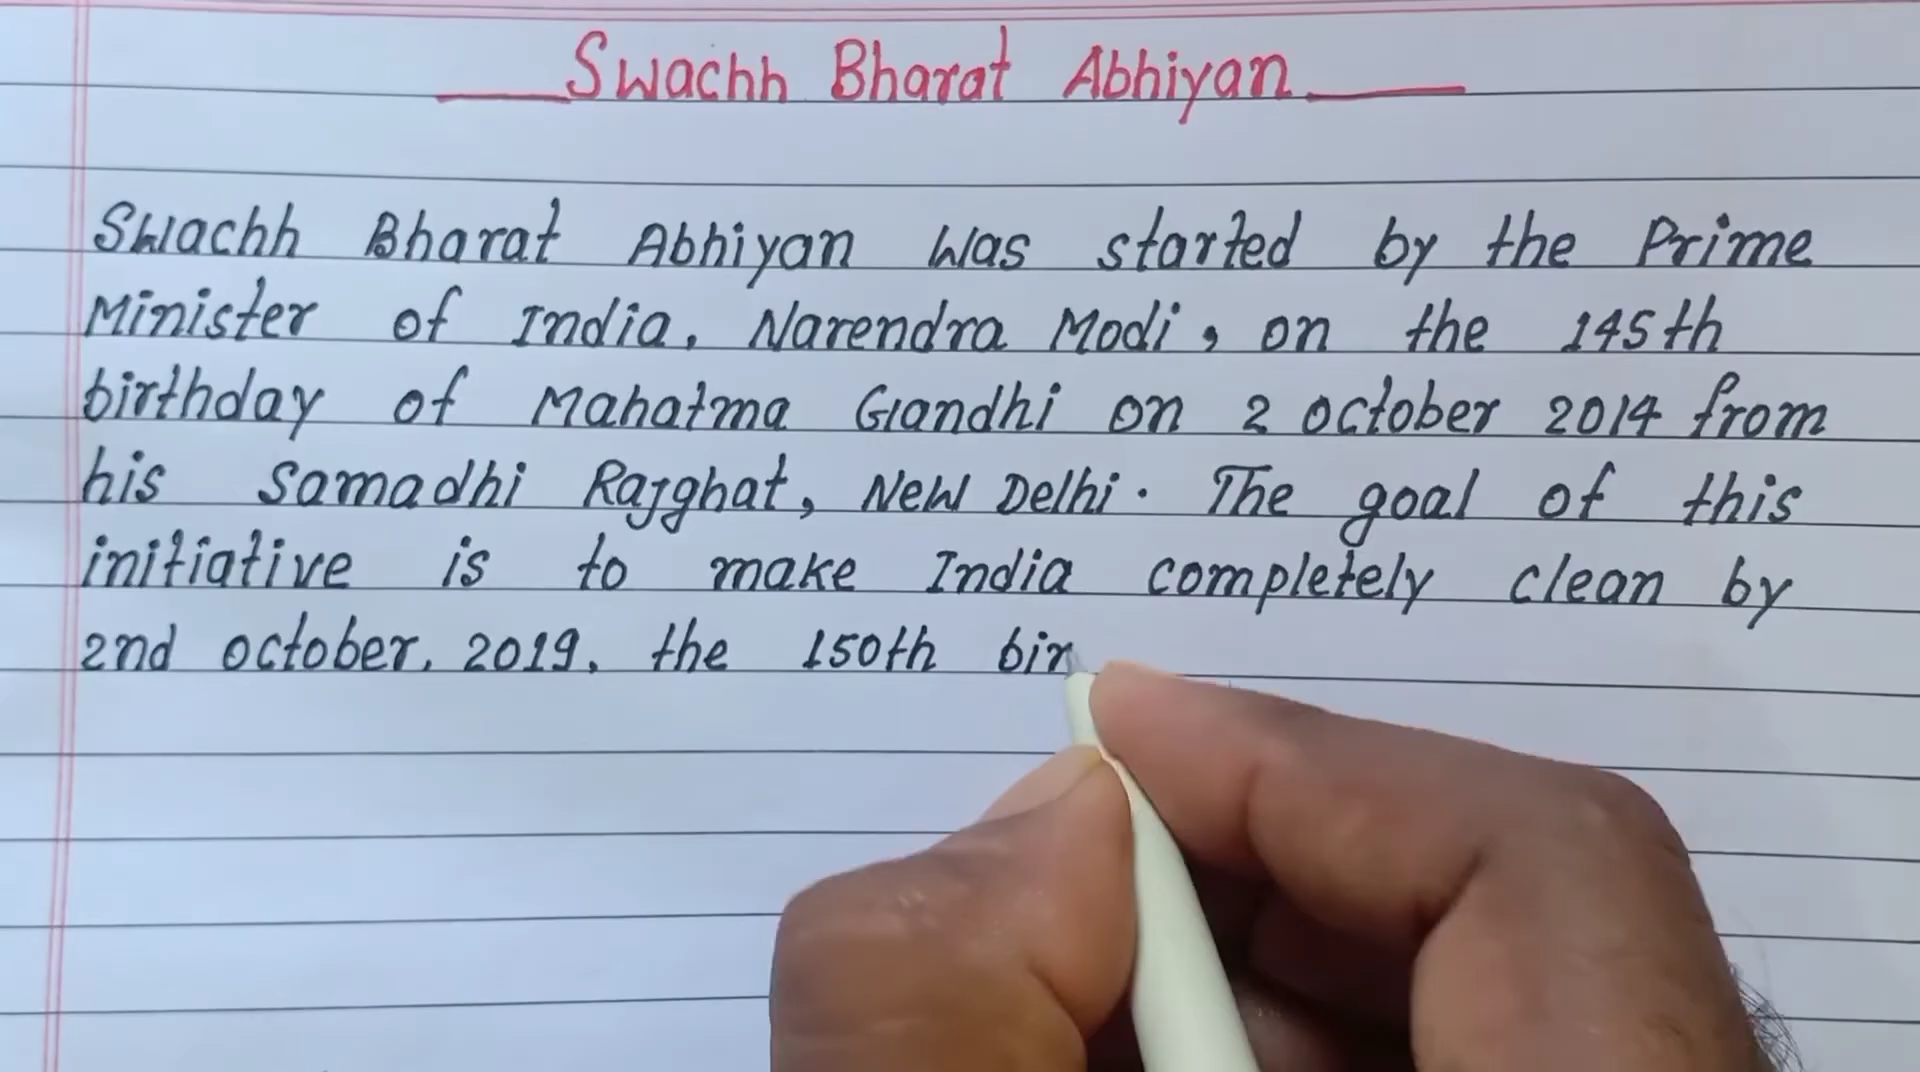 Swachh Bharat Abhiyan
Swachh Bharat Abhiyan was started by the Prime
Minister of India, Narendra Modi, on the 145th
birthday of Mahatma Gandhi on 2 october 2014 from
his Samadhi Rajghat, New Delhi. The goal of this
initiative is to make India completely clean by
2nd october, 2019, the 150th bir